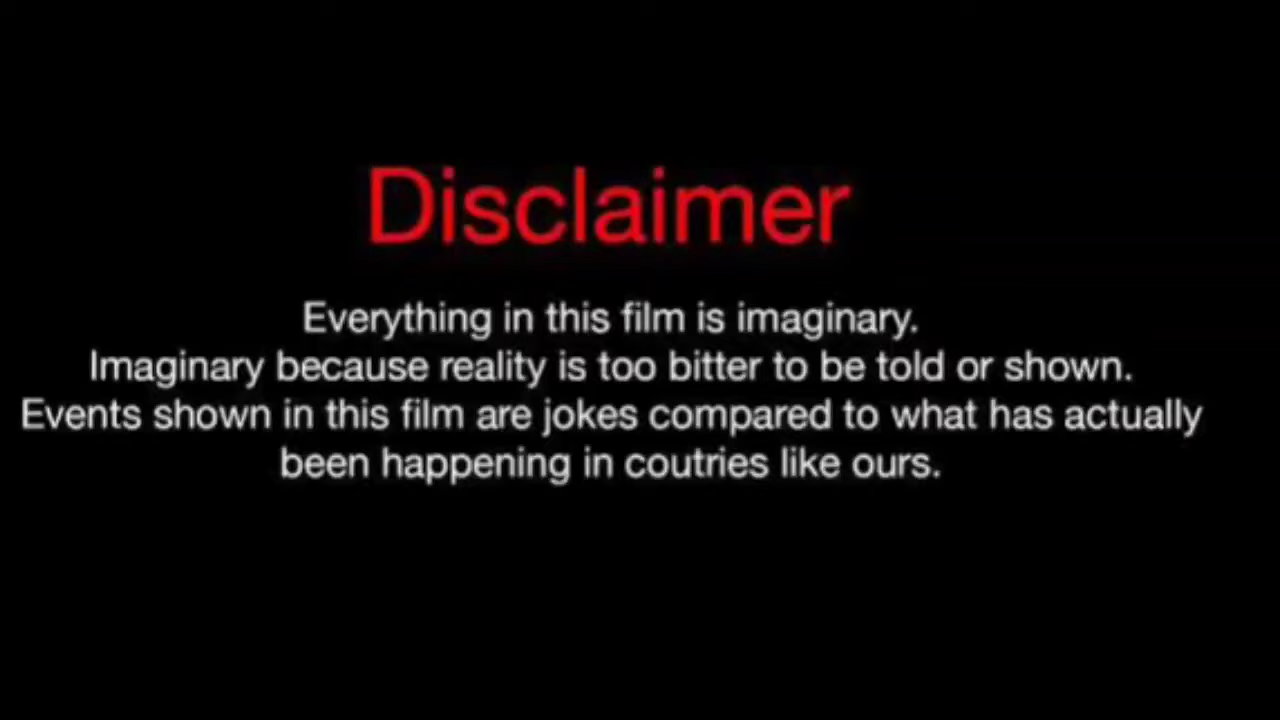 Disclaimer
Everything in this film is imaginary.
Imaginary because reality is too bitter to be told or shown.
Events shown in this film are jokes compared to what has actually
been happening in coutries like ours.